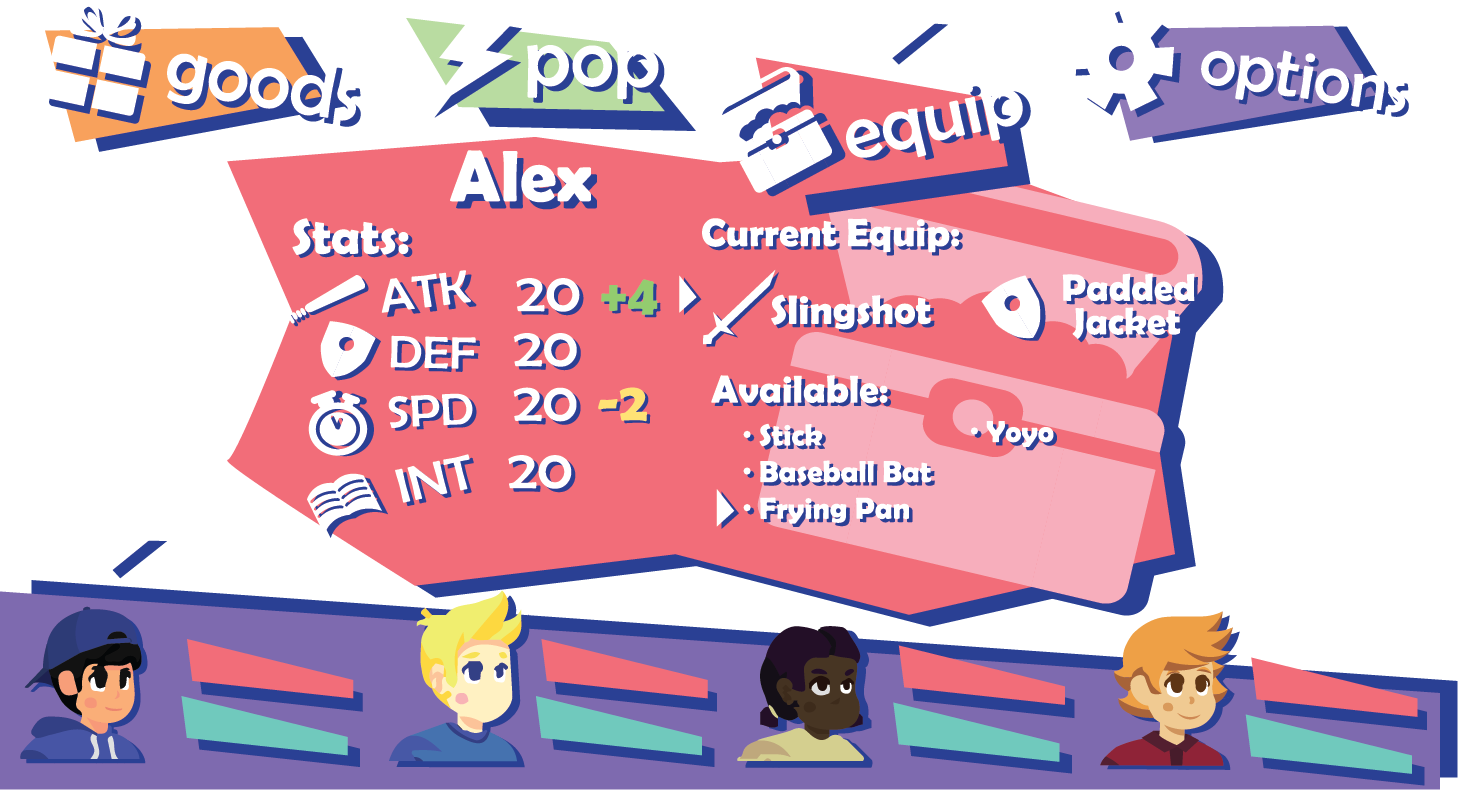 goods
pop
equip
options
Alex
Stats:
ATK 20 +4
DEF 20
SPD 20 -2
INT 20
Current Equip:
Slingshot
Padded
Jacket
Available:
• Stick
• Baseball Bat
• Frying Pan
• Yoyo